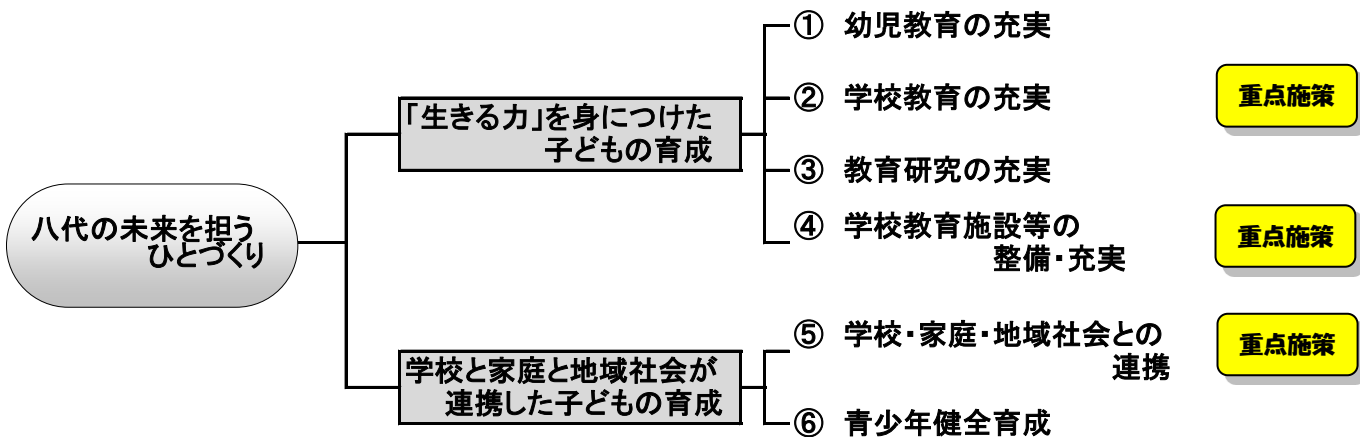 八代の未来を担う
ひとづくり
「生きる力」を身につけた
子どもの育成
① 幼児教育の充実
② 学校教育の充実
重点施策
③ 教育研究の充実
④ 学校教育施設等の
整備・充実
重点施策
学校と家庭と地域社会が
連携した子どもの育成
⑤ 学校・家庭・地域社会との
連携
重点施策
⑥ 青少年健全育成